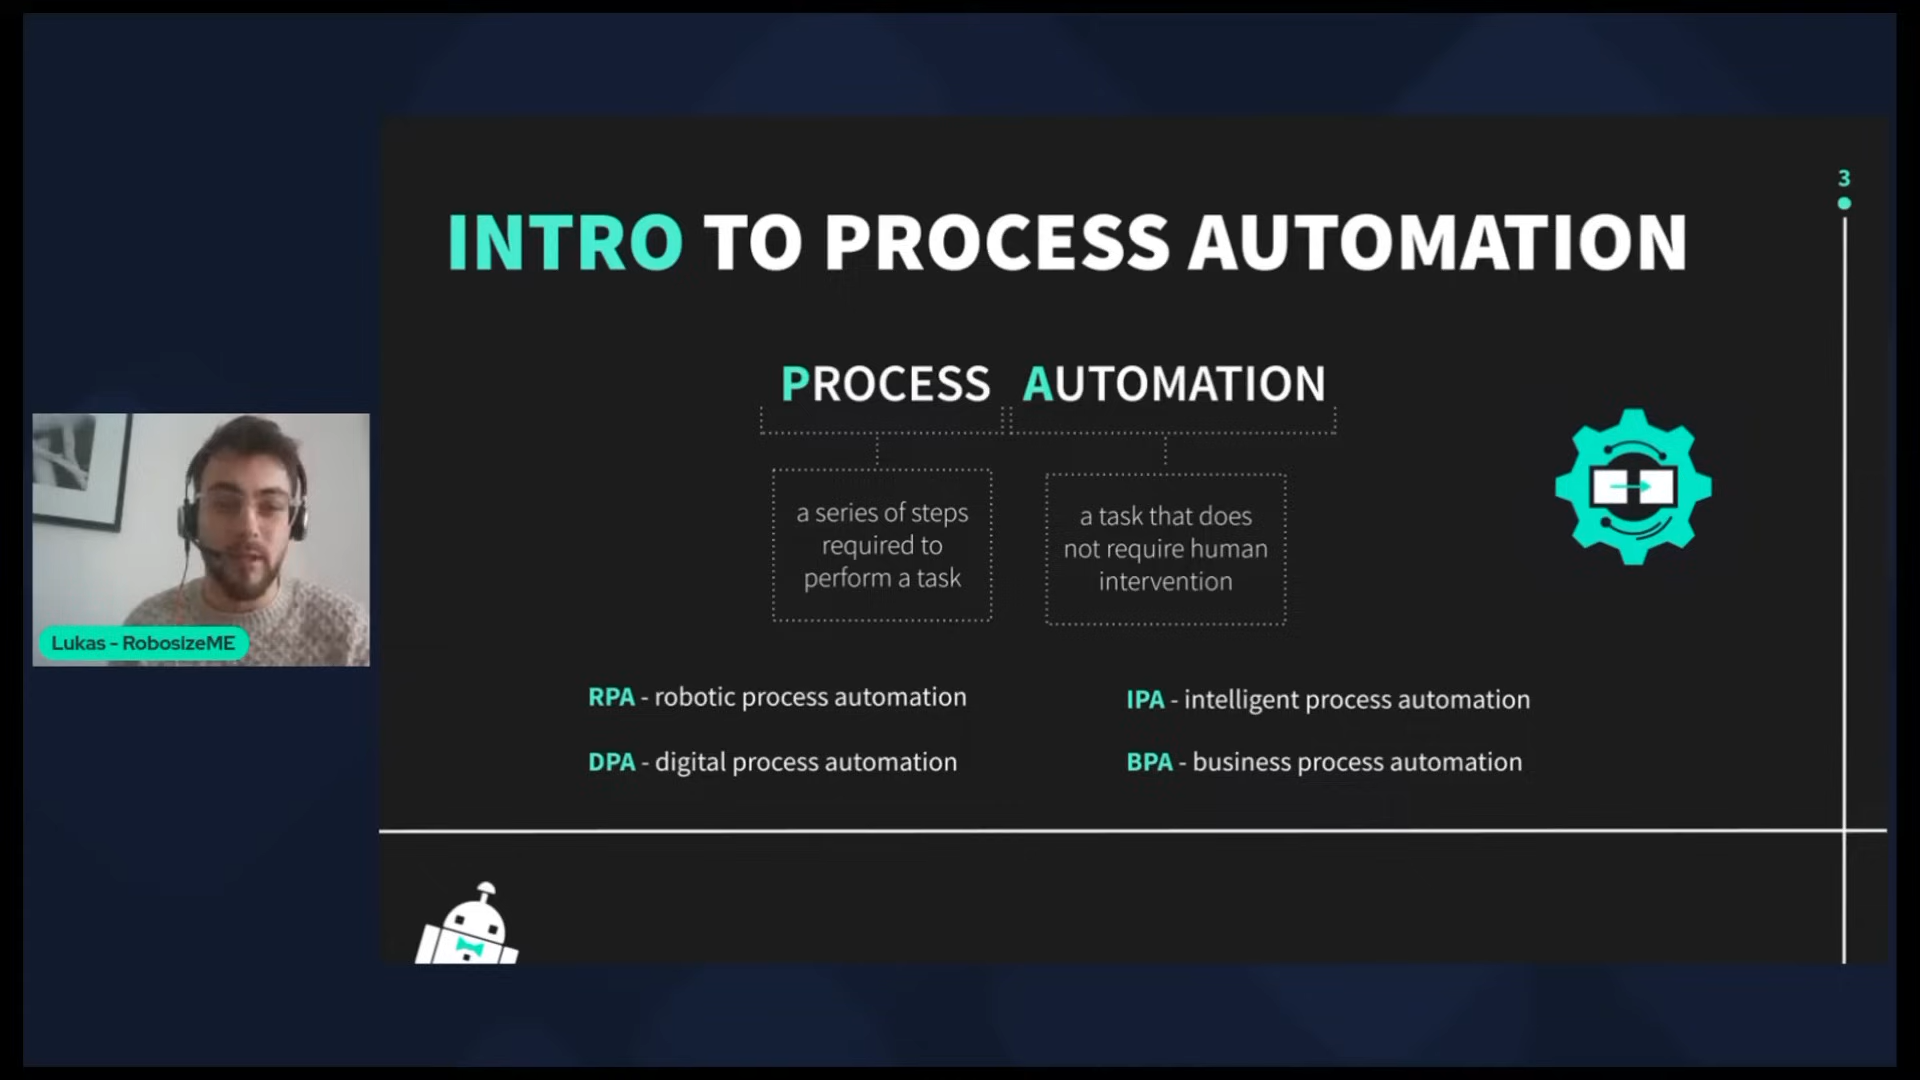 3
INTRO TO PROCESS AUTOMATION
PROCESS AUTOMATION
a series of steps
required to
perform a task
a task that does
not require human
intervention
Lukas - RobosizeME
RPA - robotic process automation
IPA - intelligent process automation
DPA - digital process automation
BPA - business process automation